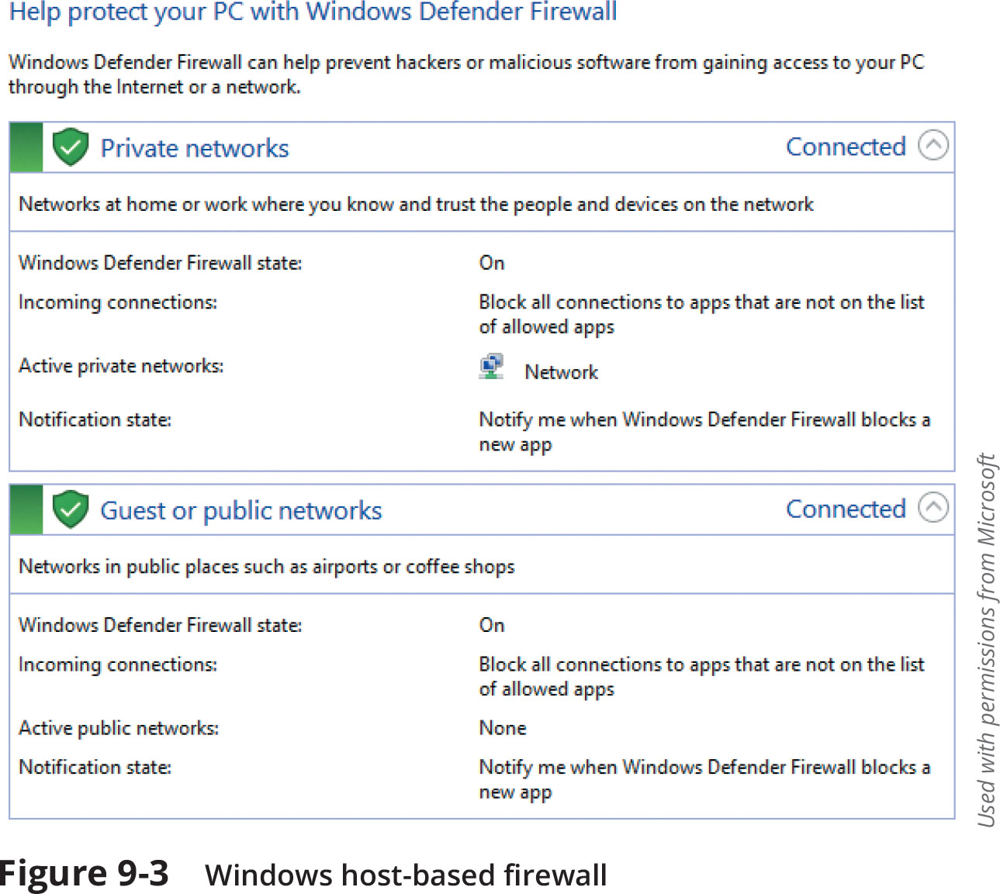 Help protect your PC with Windows Defender Firewall
Windows Defender Firewall can help prevent hackers or malicious software from gaining access to your PC
through the Internet or a network.
Private networks
Connected
Networks at home or work where you know and trust the people and devices on the network
Windows Defender Firewall state:
On
Incoming connections:
Block all connections to apps that are not on the list
of allowed apps
Active private networks:
Network
Notification state:
Notify me when Windows Defender Firewall blocks a
new app
Guest or public networks
Connected
Networks in public places such as airports or coffee shops
Windows Defender Firewall state:
On
Incoming connections:
Block all connections to apps that are not on the list
of allowed apps
Active public networks:
None
Notification state:
Notify me when Windows Defender Firewall blocks a
new app
Used with permissions from Microsoft
Figure 9-3 Windows host-based firewall